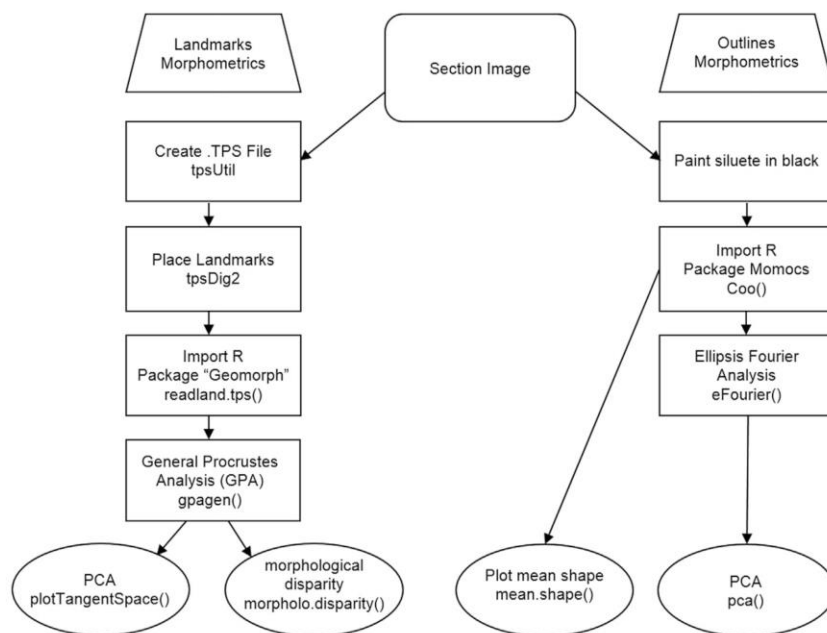 Landmarks
Morphometrics
Section Image
Outlines
Morphometrics
Create .TPS File
tpsUtil
Paint siluete in black
Place Landmarks
tpsDig2
Import R
Package Momocs
Coo()
Import R
Package “Geomorph”
readland.tps()
Ellipsis Fourier
Analysis
eFourier()
General Procrustes
Analysis (GPA)
gpagen()
PCA
plotTangentSpace()
morphological
disparity
morpholo.disparity()
Plot mean shape
mean.shape()
PCA
pca()